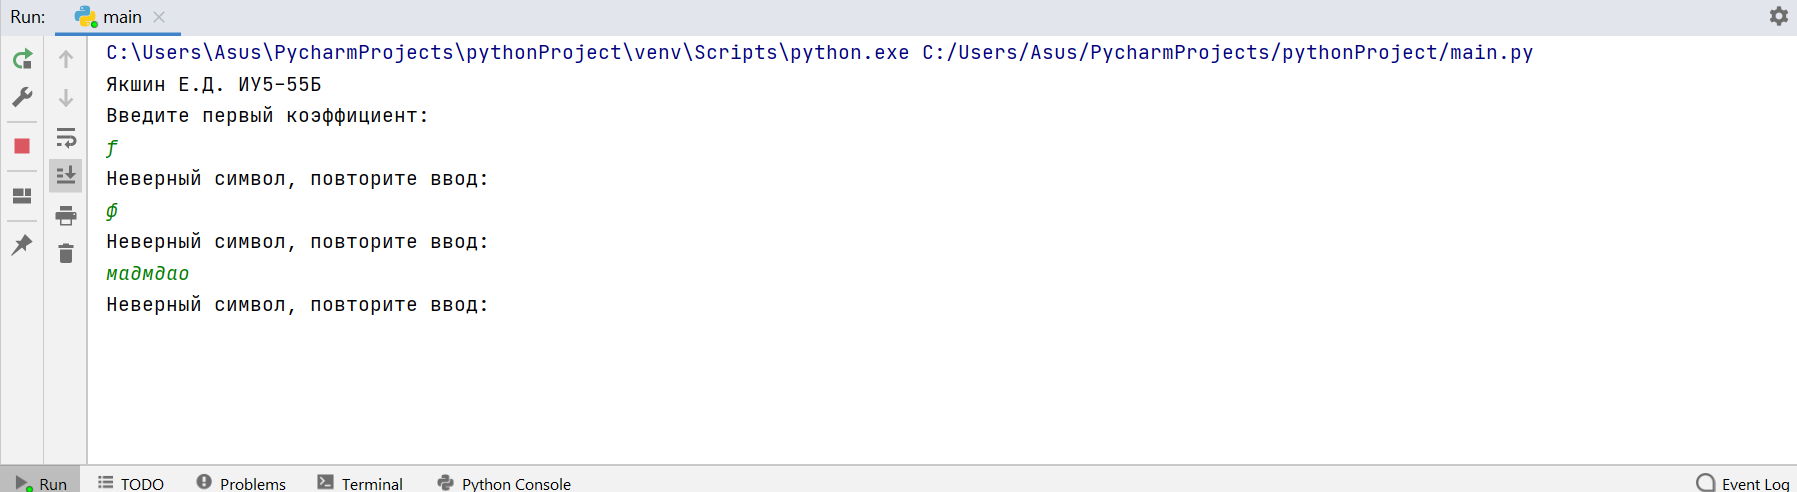 Run: main
C:\Users\Asus\PycharmProjects\pythonProject\venv\Scripts\python.exe C:/Users/Asus/PycharmProjects/pythonProject/main.py
Якшин Е.Д. ИУ5-55Б
Введите первый коэффициент:
f
Неверный символ, повторите ввод:
ф
Неверный символ, повторите ввод:
мадмдао
Неверный символ, повторите ввод:
Run TODO Problems Terminal Python Console Event Log